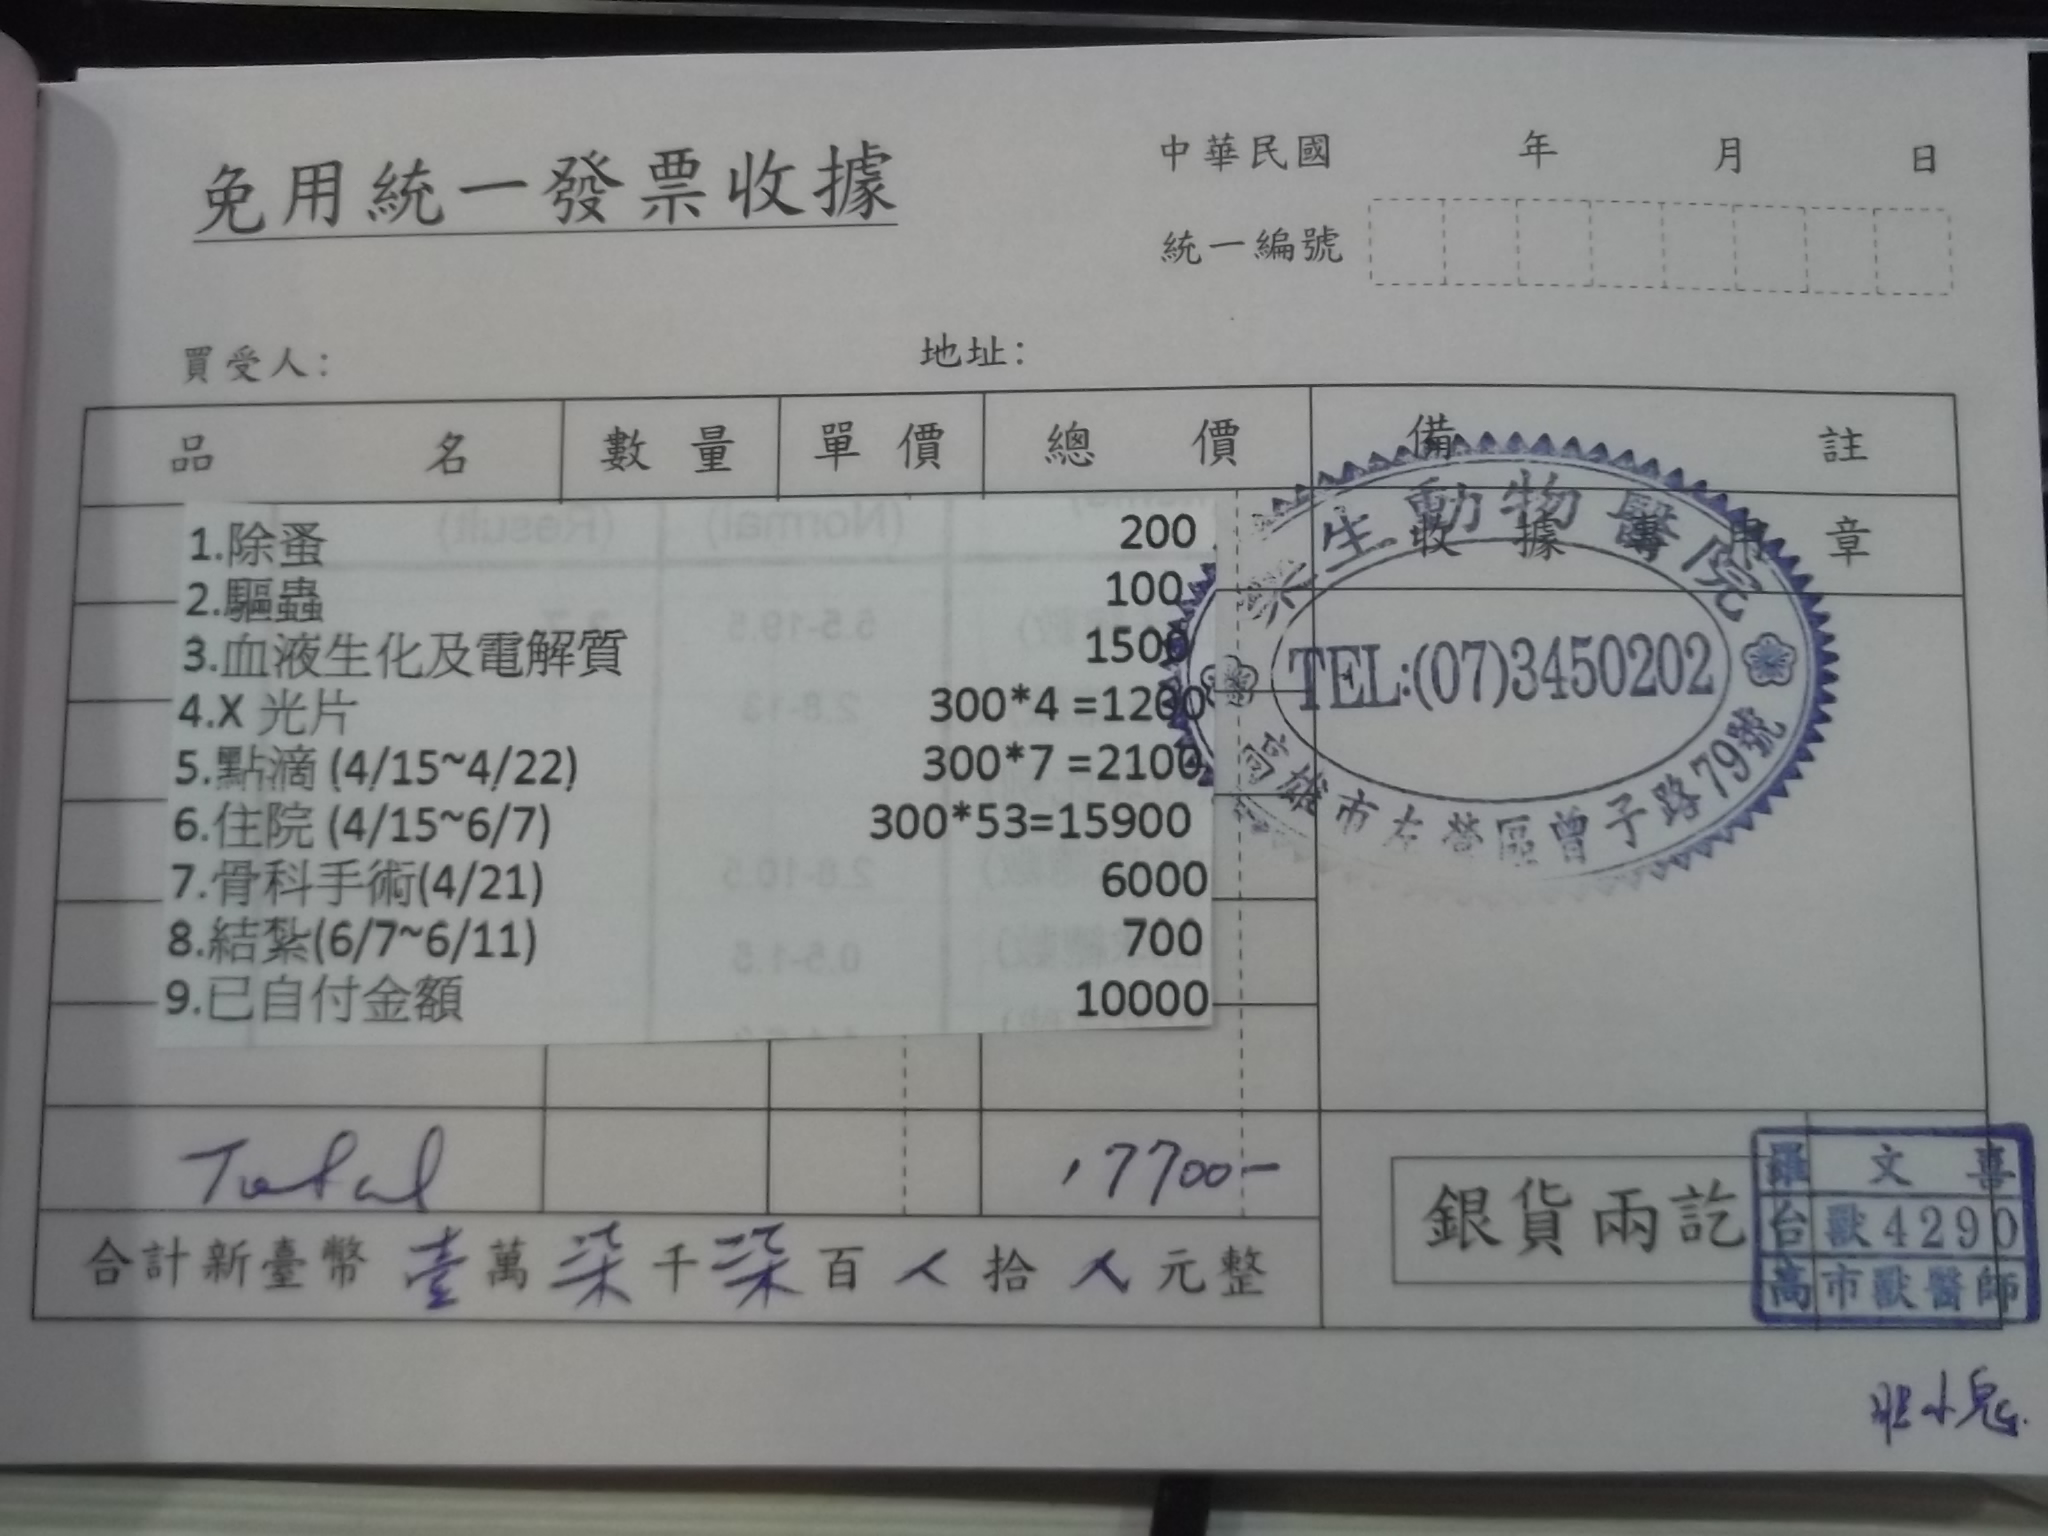 免用統一發票收據
中華民國 年 月 日
統一編號
買受人：
地址：
品名 數量 單價 總價 備註
收據專用章
1.除蚤 200
2.驅蟲 100
3.血液生化及電解質 1500
4.X 光片 300*4 =1200
5.點滴 (4/15~4/22) 300*7 =2100
6.住院 (4/15~6/7) 300*53=15900
7.骨科手術(4/21) 6000
8.結紮(6/7~6/11) 700
9.已自付金額 10000
生動物醫院
TEL:(07)3450202
高雄市左營區曾子路79號
Total 17700-
合計新臺幣 壹萬柒千柒百 拾 元整
銀貨兩訖
羅文喜
台獸4290
高市獸醫師